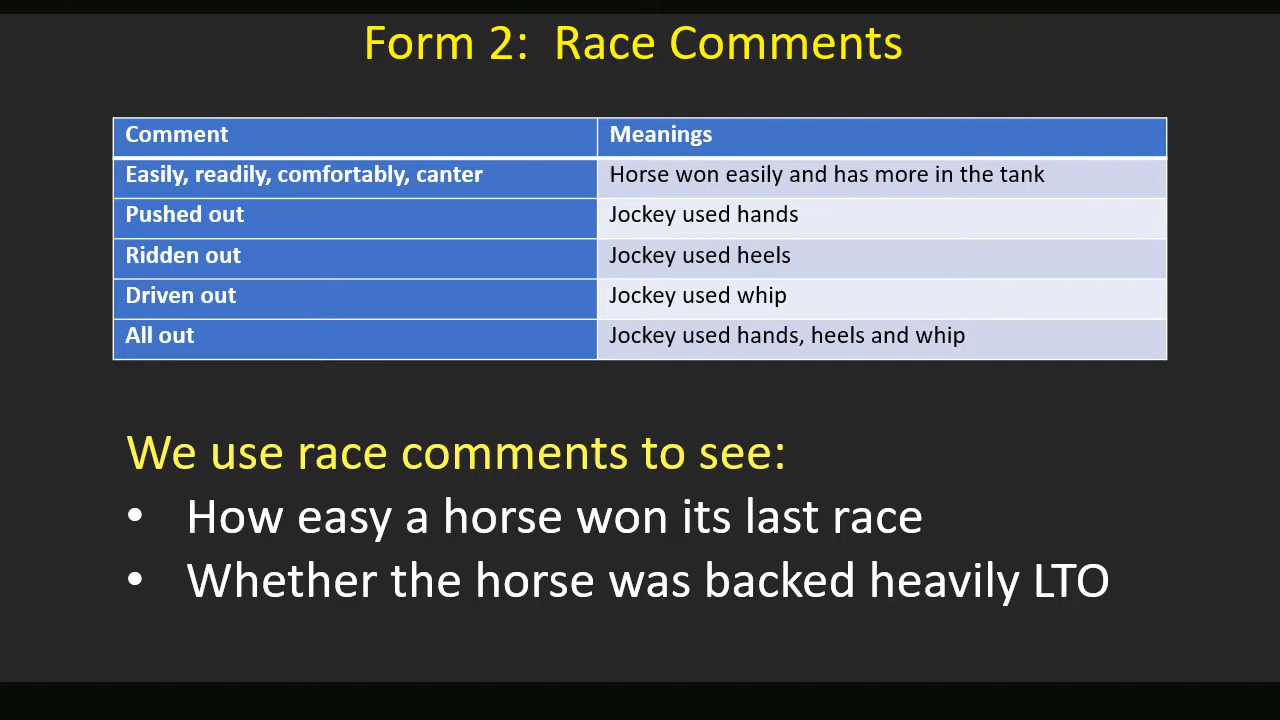 Form 2:  Race Comments
Comment Meanings
Easily, readily, comfortably, canter Horse won easily and has more in the tank
Pushed out Jockey used hands
Ridden out Jockey used heels
Driven out Jockey used whip
All out Jockey used hands, heels and whip
We use race comments to see:
• How easy a horse won its last race
• Whether the horse was backed heavily LTO